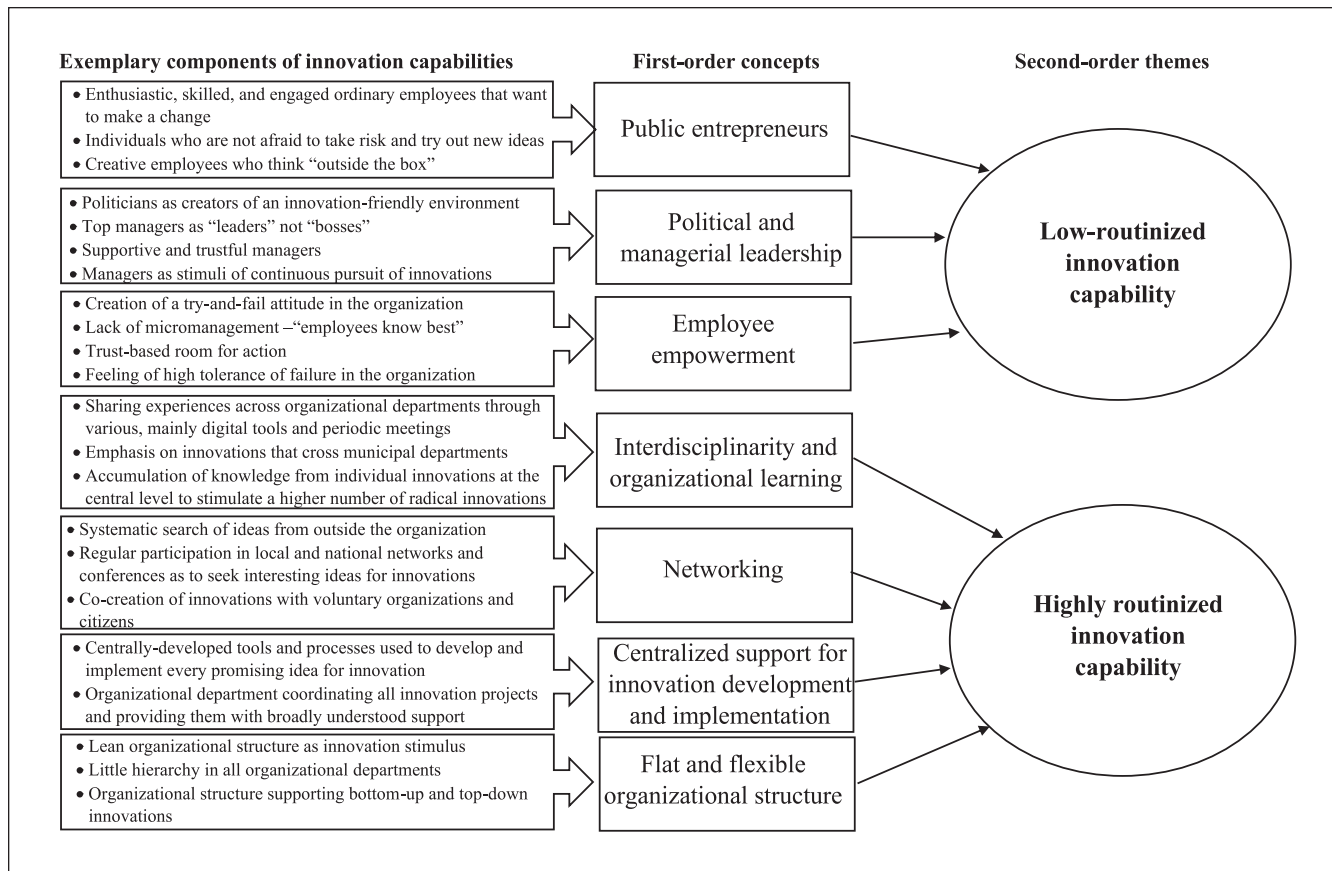 Exemplary components of innovation capabilities
First-order concepts
Second-order themes
• Enthusiastic, skilled, and engaged ordinary employees that want
to make a change
• Individuals who are not afraid to take risk and try out new ideas
• Creative employees who think “outside the box”
Public entrepreneurs
• Politicians as creators of an innovation-friendly environment
• Top managers as “leaders” not “bosses”
• Supportive and trustful managers
• Managers as stimuli of continuous pursuit of innovations
Political and
managerial leadership
• Creation of a try-and-fail attitude in the organization
• Lack of micromanagement –“employees know best”
• Trust-based room for action
• Feeling of high tolerance of failure in the organization
Employee
empowerment
Low-routinized
innovation
capability
• Sharing experiences across organizational departments through
various, mainly digital tools and periodic meetings
• Emphasis on innovations that cross municipal departments
• Accumulation of knowledge from individual innovations at the
central level to stimulate a higher number of radical innovations
Interdisciplinarity and
organizational learning
• Systematic search of ideas from outside the organization
• Regular participation in local and national networks and
conferences as to seek interesting ideas for innovations
• Co-creation of innovations with voluntary organizations and
citizens
Networking
• Centrally-developed tools and processes used to develop and
implement every promising idea for innovation
• Organizational department coordinating all innovation projects
and providing them with broadly understood support
Centralized support for
innovation development
and implementation
• Lean organizational structure as innovation stimulus
• Little hierarchy in all organizational departments
• Organizational structure supporting bottom-up and top-down
innovations
Flat and flexible
organizational structure
Highly routinized
innovation
capability